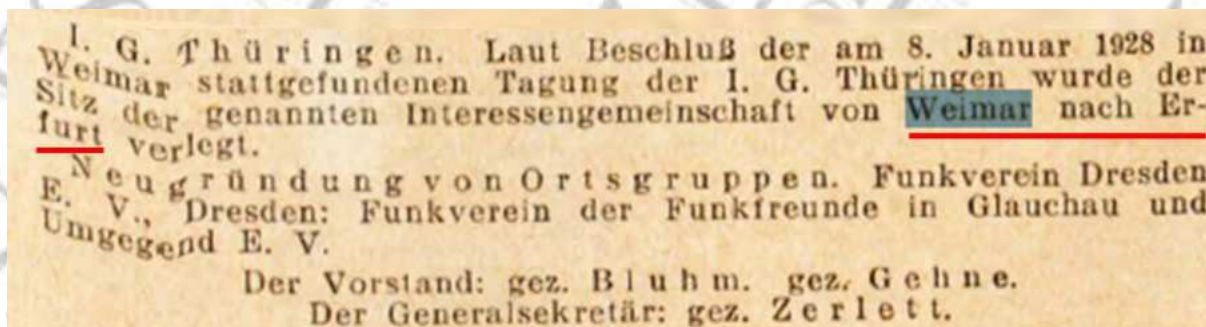 I. G. Thüringen. Laut Beschluß der am 8. Januar 1928 in
Weimar stattgefundenen Tagung der I. G. Thüringen wurde der
Sitz der genannten Interessengemeinschaft von Weimar nach Er-
furt verlegt.
Neugründung von Ortsgruppen. Funkverein Dresden
E. V., Dresden: Funkverein der Funkfreunde in Glauchau und
Umgegend E. V.
Der Vorstand: gez. Bluhm. gez. Gehne.
Der Generalsekretär: gez. Zerlett.